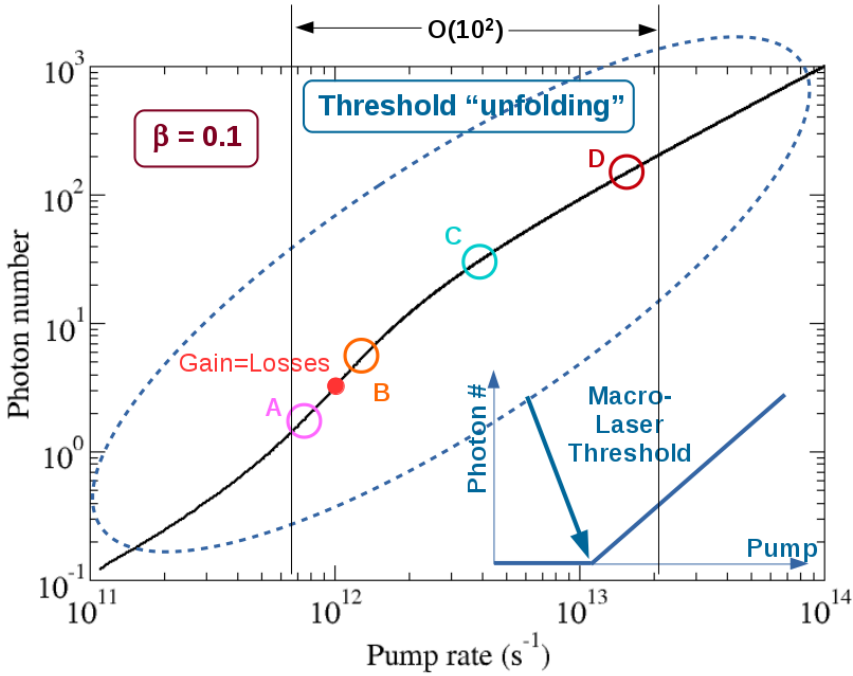 O(10²)
Threshold “unfolding”
β = 0.1
D
C
Gain=Losses
B
A
Macro-
Laser
Threshold
Photon #
Pump
Photon number
10³
10²
10¹
10⁰
10⁻¹
10¹¹
10¹²
10¹³
10¹⁴
Pump rate (s⁻¹)